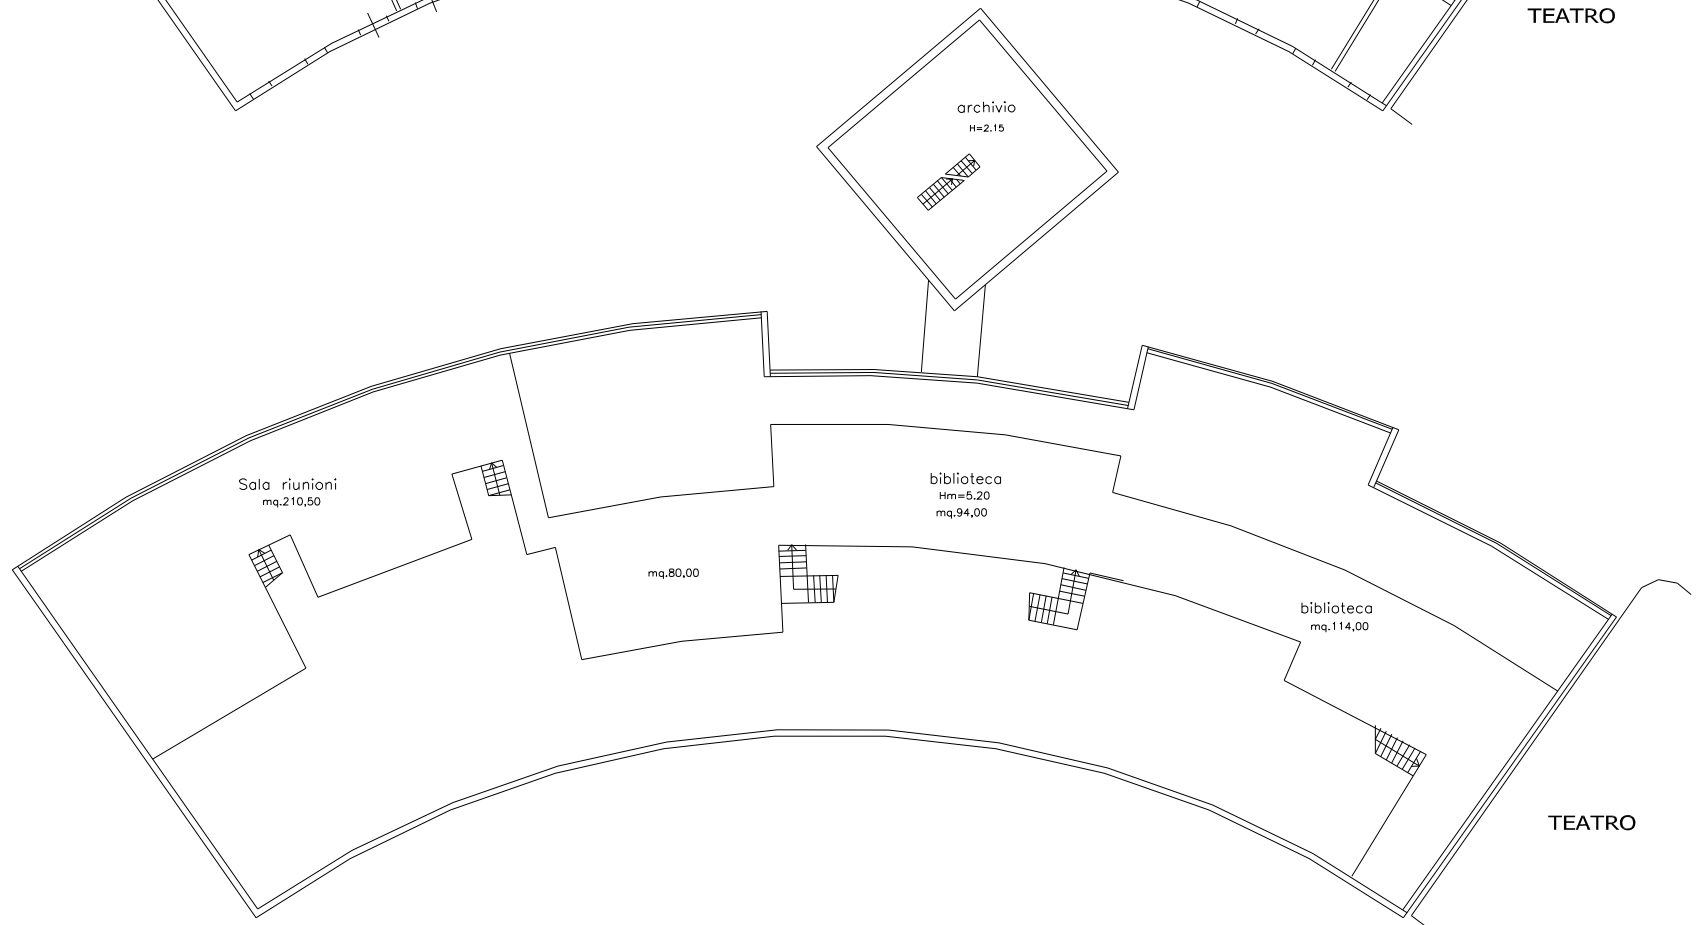 TEATRO
archivio
H=2.15
Sala riunioni
mq.210,50
biblioteca
Hm=5.20
mq.94,00
mq.80,00
biblioteca
mq.114,00
TEATRO